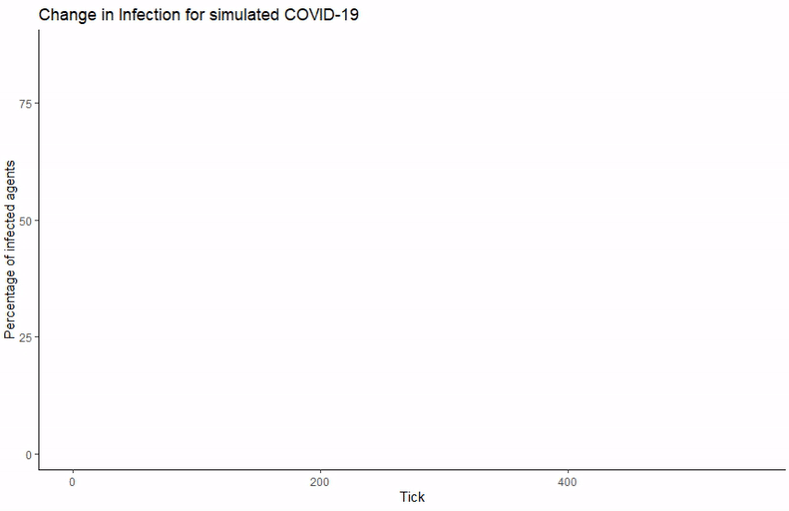 Change in Infection for simulated COVID-19
Percentage of infected agents
75
50
25
0
0 200 400
Tick